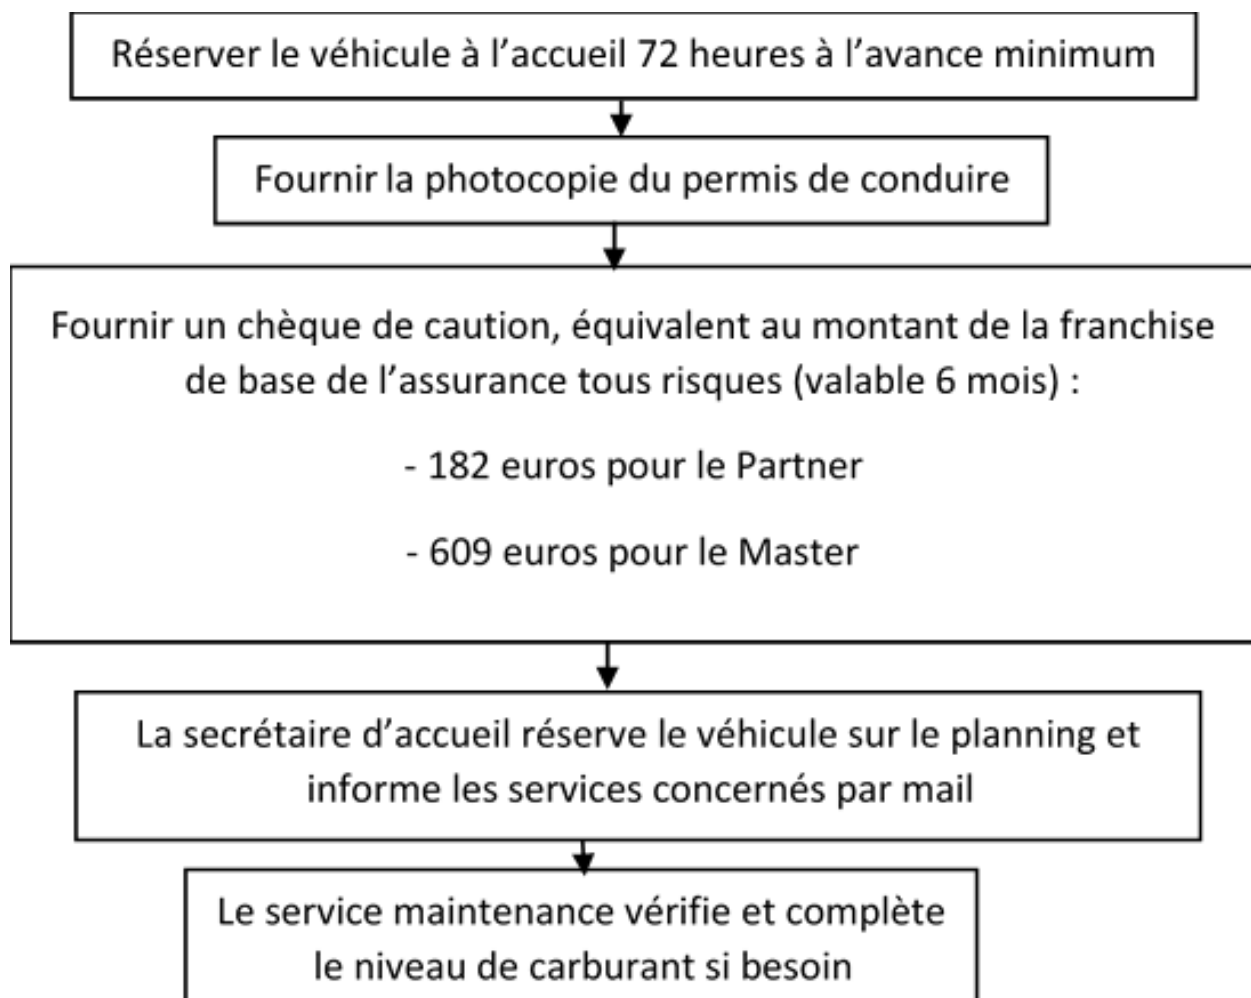 Réserver le véhicule à l’accueil 72 heures à l’avance minimum
Fournir la photocopie du permis de conduire
Fournir un chèque de caution, équivalent au montant de la franchise
de base de l’assurance tous risques (valable 6 mois) :
- 182 euros pour le Partner
- 609 euros pour le Master
La secrétaire d’accueil réserve le véhicule sur le planning et
informe les services concernés par mail
Le service maintenance vérifie et complète
le niveau de carburant si besoin